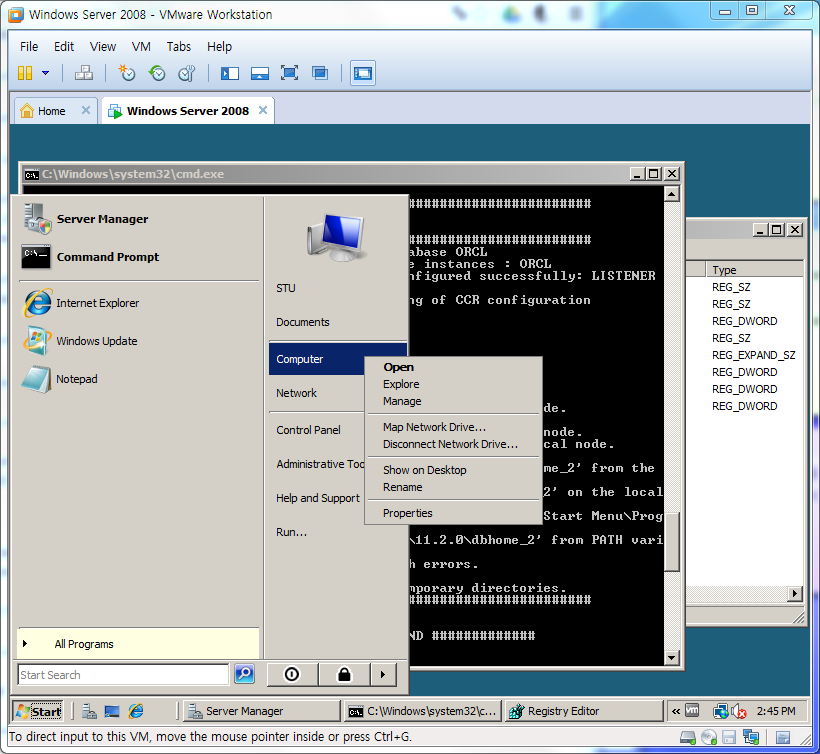 Windows Server 2008 - VMware Workstation
File Edit View VM Tabs Help
Home
Windows Server 2008
C:\Windows\system32\cmd.exe
########################
########################
abase ORCL
e instances : ORCL
nfigured successfully: LISTENER
ng of CCR configuration
de.
node.
cal node.
ome_2' from the
2' on the local
Start Menu\Prog
\11.2.0\dbhome_2' from PATH vari
h errors.
mporary directories.
########################
ND #############
Type
REG_SZ
REG_SZ
REG_DWORD
REG_SZ
REG_EXPAND_SZ
REG_DWORD
REG_DWORD
REG_DWORD
Server Manager
Command Prompt
Internet Explorer
Windows Update
Notepad
All Programs
Start Search
STU
Documents
Computer
Network
Control Panel
Administrative Too
Help and Support
Run...
Open
Explore
Manage
Map Network Drive...
Disconnect Network Drive...
Show on Desktop
Rename
Properties
Start
Server Manager
C:\Windows\system32\c...
Registry Editor
2:45 PM
To direct input to this VM, move the mouse pointer inside or press Ctrl+G.